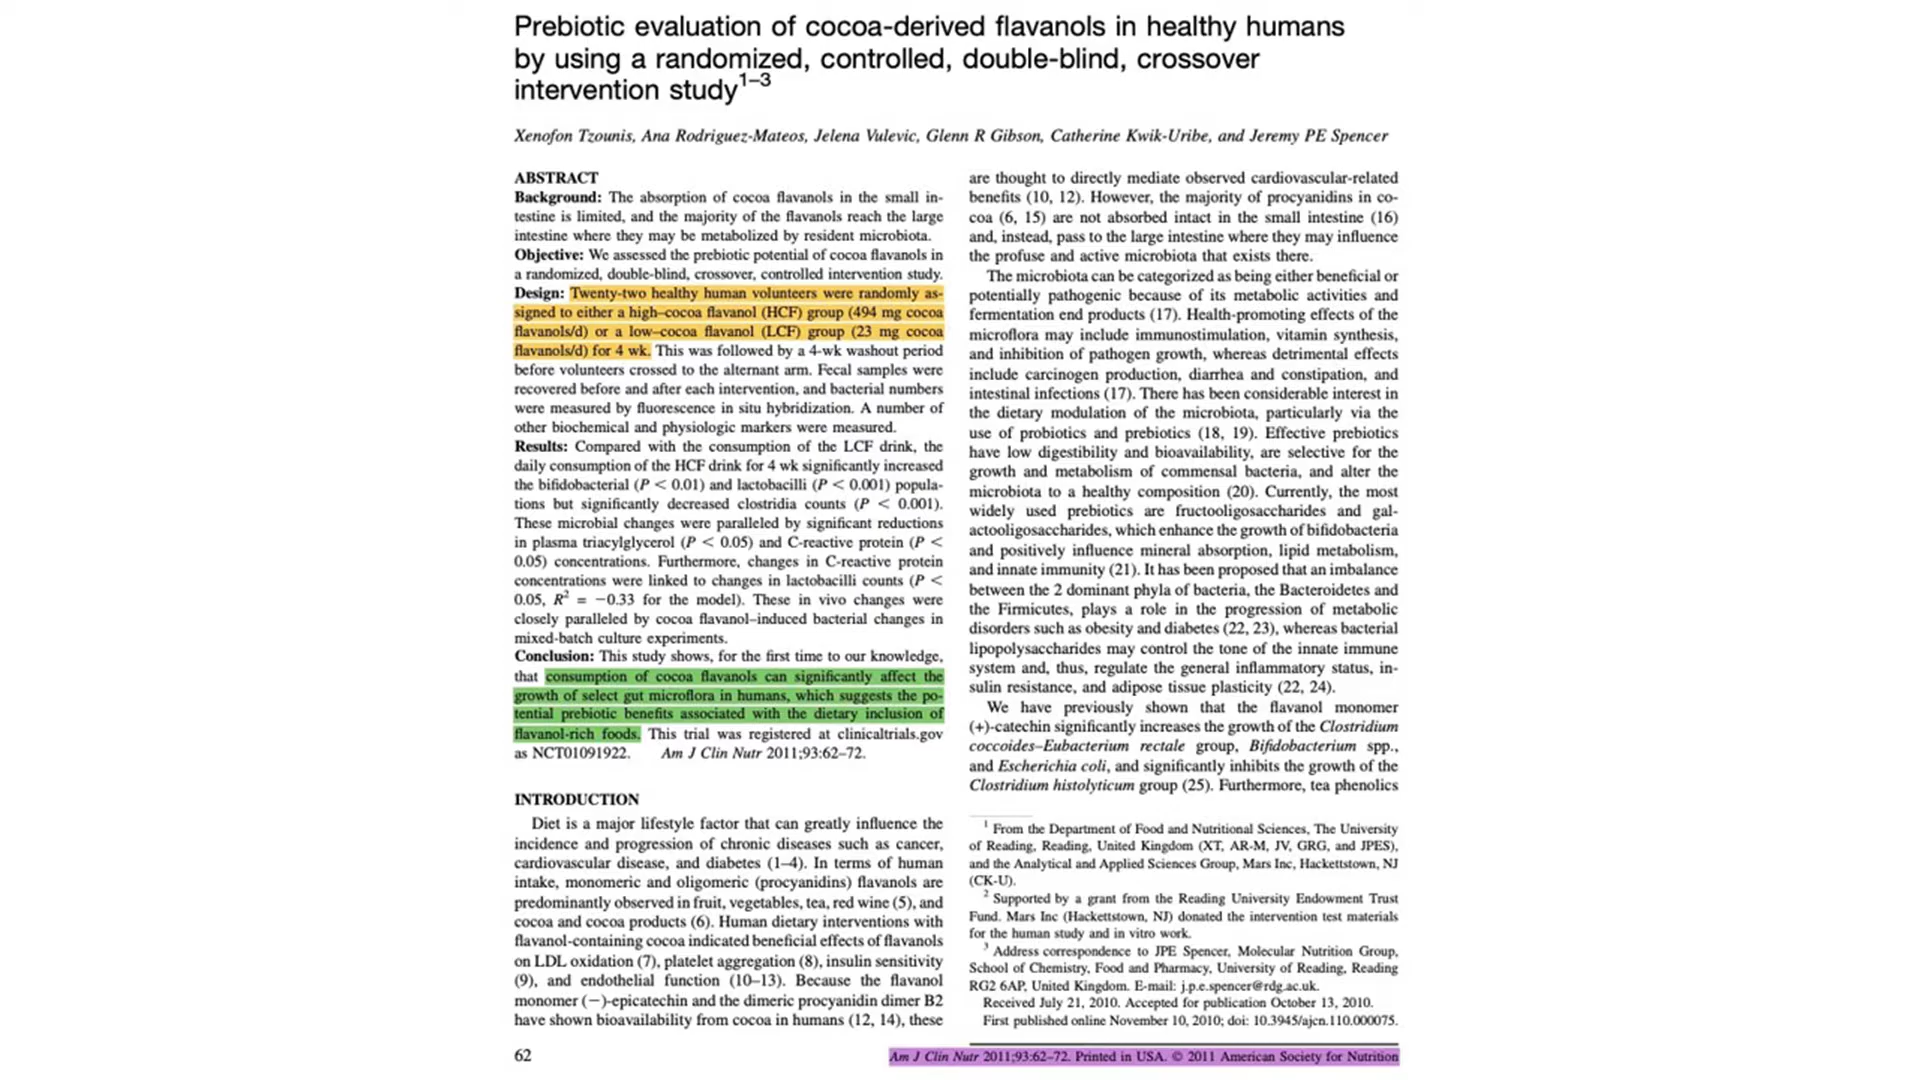 Prebiotic evaluation of cocoa-derived flavanols in healthy humans
by using a randomized, controlled, double-blind, crossover
intervention study1–3
Xenofon Tzounis, Ana Rodriguez-Mateos, Jelena Vulevic, Glenn R Gibson, Catherine Kwik-Uribe, and Jeremy PE Spencer
ABSTRACT
Background: The absorption of cocoa flavanols in the small in-
testine is limited, and the majority of the flavanols reach the large
intestine where they may be metabolized by resident microbiota.
Objective: We assessed the prebiotic potential of cocoa flavanols in
a randomized, double-blind, crossover, controlled intervention study.
Design: Twenty-two healthy human volunteers were randomly as-
signed to either a high–cocoa flavanol (HCF) group (494 mg cocoa
flavanols/d) or a low–cocoa flavanol (LCF) group (23 mg cocoa
flavanols/d) for 4 wk. This was followed by a 4-wk washout period
before volunteers crossed to the alternant arm. Fecal samples were
recovered before and after each intervention, and bacterial numbers
were measured by fluorescence in situ hybridization. A number of
other biochemical and physiologic markers were measured.
Results: Compared with the consumption of the LCF drink, the
daily consumption of the HCF drink for 4 wk significantly increased
the bifidobacterial (P < 0.01) and lactobacilli (P < 0.001) popula-
tions but significantly decreased clostridia counts (P < 0.001).
These microbial changes were paralleled by significant reductions
in plasma triacylglycerol (P < 0.05) and C-reactive protein (P <
0.05) concentrations. Furthermore, changes in C-reactive protein
concentrations were linked to changes in lactobacilli counts (P <
0.05, R2 = −0.33 for the model). These in vivo changes were
closely paralleled by cocoa flavanol–induced bacterial changes in
mixed-batch culture experiments.
Conclusion: This study shows, for the first time to our knowledge,
that consumption of cocoa flavanols can significantly affect the
growth of select gut microflora in humans, which suggests the po-
tential prebiotic benefits associated with the dietary inclusion of
flavanol-rich foods. This trial was registered at clinicaltrials.gov
as NCT01091922. Am J Clin Nutr 2011;93:62–72.
INTRODUCTION
Diet is a major lifestyle factor that can greatly influence the
incidence and progression of chronic diseases such as cancer,
cardiovascular disease, and diabetes (1–4). In terms of human
intake, monomeric and oligomeric (procyanidins) flavanols are
predominantly observed in fruit, vegetables, tea, red wine (5), and
cocoa and cocoa products (6). Human dietary interventions with
flavanol-containing cocoa indicated beneficial effects of flavanols
on LDL oxidation (7), platelet aggregation (8), insulin sensitivity
(9), and endothelial function (10–13). Because the flavanol
monomer (−)-epicatechin and the dimeric procyanidin dimer B2
have shown bioavailability from cocoa in humans (12, 14), these
are thought to directly mediate observed cardiovascular-related
benefits (10, 12). However, the majority of procyanidins in co-
coa (6, 15) are not absorbed intact in the small intestine (16)
and, instead, pass to the large intestine where they may influence
the profuse and active microbiota that exists there.
The microbiota can be categorized as being either beneficial or
potentially pathogenic because of its metabolic activities and
fermentation end products (17). Health-promoting effects of the
microflora may include immunostimulation, vitamin synthesis,
and inhibition of pathogen growth, whereas detrimental effects
include carcinogen production, diarrhea and constipation, and
intestinal infections (17). There has been considerable interest in
the dietary modulation of the microbiota, particularly via the
use of probiotics and prebiotics (18, 19). Effective prebiotics
have low digestibility and bioavailability, are selective for the
growth and metabolism of commensal bacteria, and alter the
microbiota to a healthy composition (20). Currently, the most
widely used prebiotics are fructooligosaccharides and gal-
actooligosaccharides, which enhance the growth of bifidobacteria
and positively influence mineral absorption, lipid metabolism,
and innate immunity (21). It has been proposed that an imbalance
between the 2 dominant phyla of bacteria, the Bacteroidetes and
the Firmicutes, plays a role in the progression of metabolic
disorders such as obesity and diabetes (22, 23), whereas bacterial
lipopolysaccharides may control the tone of the innate immune
system and, thus, regulate the general inflammatory status, in-
sulin resistance, and adipose tissue plasticity (22, 24).
We have previously shown that the flavanol monomer
(+)-catechin significantly increases the growth of the Clostridium
coccoides–Eubacterium rectale group, Bifidobacterium spp.,
and Escherichia coli, and significantly inhibits the growth of the
Clostridium histolyticum group (25). Furthermore, tea phenolics
1 From the Department of Food and Nutritional Sciences, The University
of Reading, Reading, United Kingdom (XT, AR-M, JV, GRG, and JPES),
and the Analytical and Applied Sciences Group, Mars Inc, Hackettstown, NJ
(CK-U).
2 Supported by a grant from the Reading University Endowment Trust
Fund. Mars Inc (Hackettstown, NJ) donated the intervention test materials
for the human study and in vitro work.
3 Address correspondence to JPE Spencer, Molecular Nutrition Group,
School of Chemistry, Food and Pharmacy, University of Reading, Reading
RG2 6AP, United Kingdom. E-mail: j.p.e.spencer@rdg.ac.uk.
Received July 21, 2010. Accepted for publication October 13, 2010.
First published online November 10, 2010; doi: 10.3945/ajcn.110.000075.
62
Am J Clin Nutr 2011;93:62–72. Printed in USA. © 2011 American Society for Nutrition